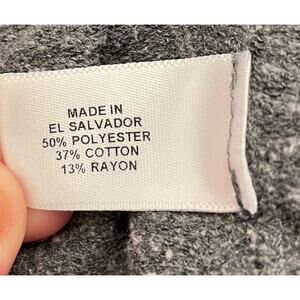 MADE IN
EL SALVADOR
50% POLYESTER
37% COTTON
13% RAYON